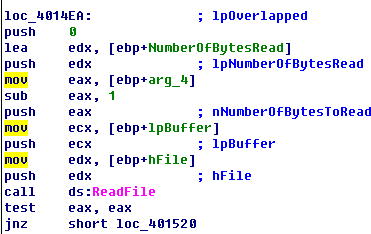 loc_4014EA: ; lpOverlapped
push 0
lea edx, [ebp+NumberOfBytesRead]
push edx ; lpNumberOfBytesRead
mov eax, [ebp+arg_4]
sub eax, 1
push eax ; nNumberOfBytesToRead
mov ecx, [ebp+lpBuffer]
push ecx ; lpBuffer
mov edx, [ebp+hFile]
push edx ; hFile
call ds:ReadFile
test eax, eax
jnz short loc_401520